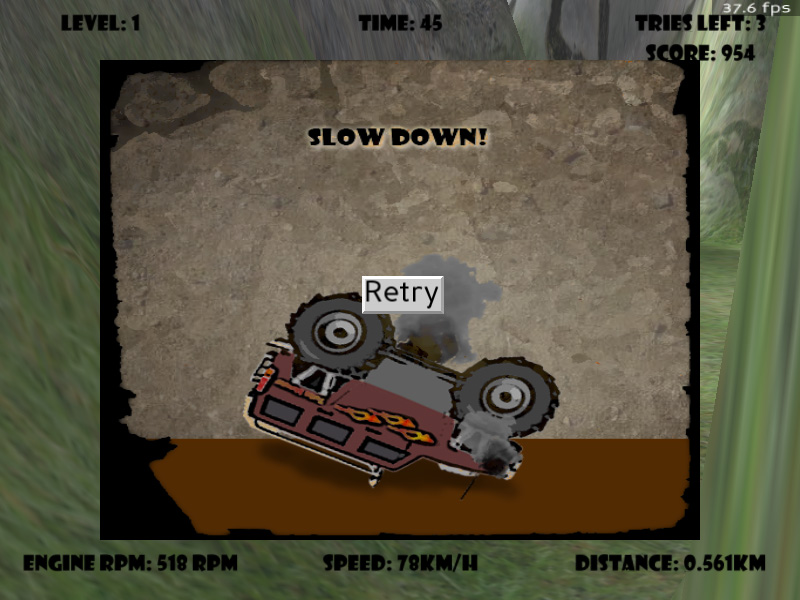 37.6 fps
LEVEL: 1
TIME: 45
TRIES LEFT: 3
SCORE: 954
SLOW DOWN!
Retry
ENGINE RPM: 518 RPM
SPEED: 78KM/H
DISTANCE: 0.561KM